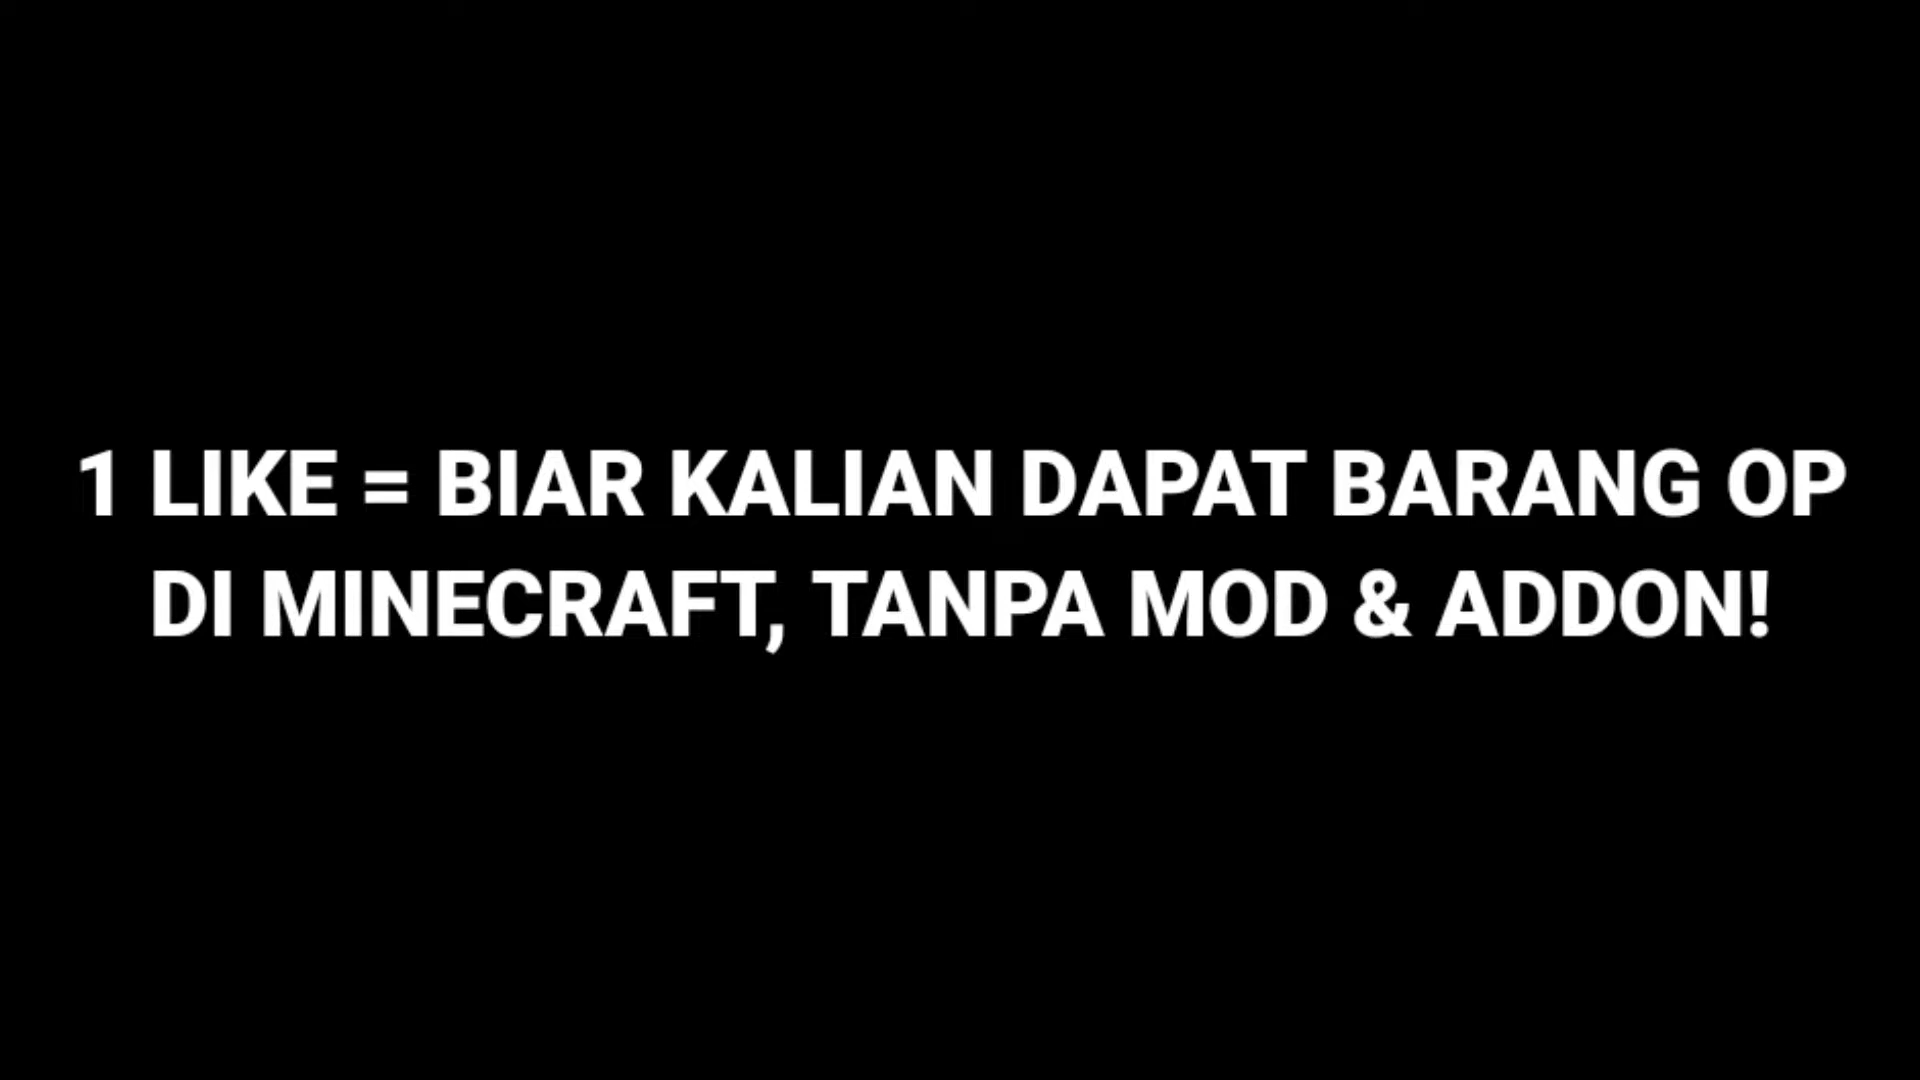 1 LIKE = BIAR KALIAN DAPAT BARANG OP
DI MINECRAFT, TANPA MOD & ADDON!